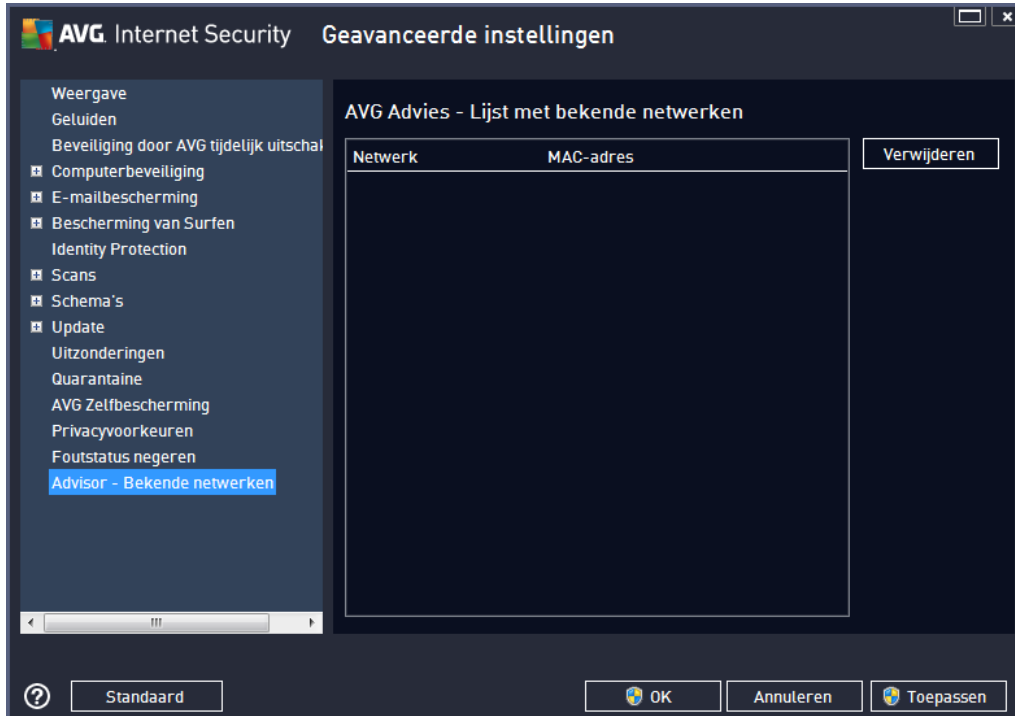 AVG. Internet Security Geavanceerde instellingen
Weergave
Geluiden
Beveiliging door AVG tijdelijk uitschak
Computerbeveiliging
E-mailbescherming
Bescherming van Surfen
Identity Protection
Scans
Schema's
Update
Uitzonderingen
Quarantaine
AVG Zelfbescherming
Privacyvoorkeuren
Foutstatus negeren
Advisor - Bekende netwerken
AVG Advies - Lijst met bekende netwerken
Netwerk MAC-adres
Verwijderen
Standaard
OK
Annuleren
Toepassen